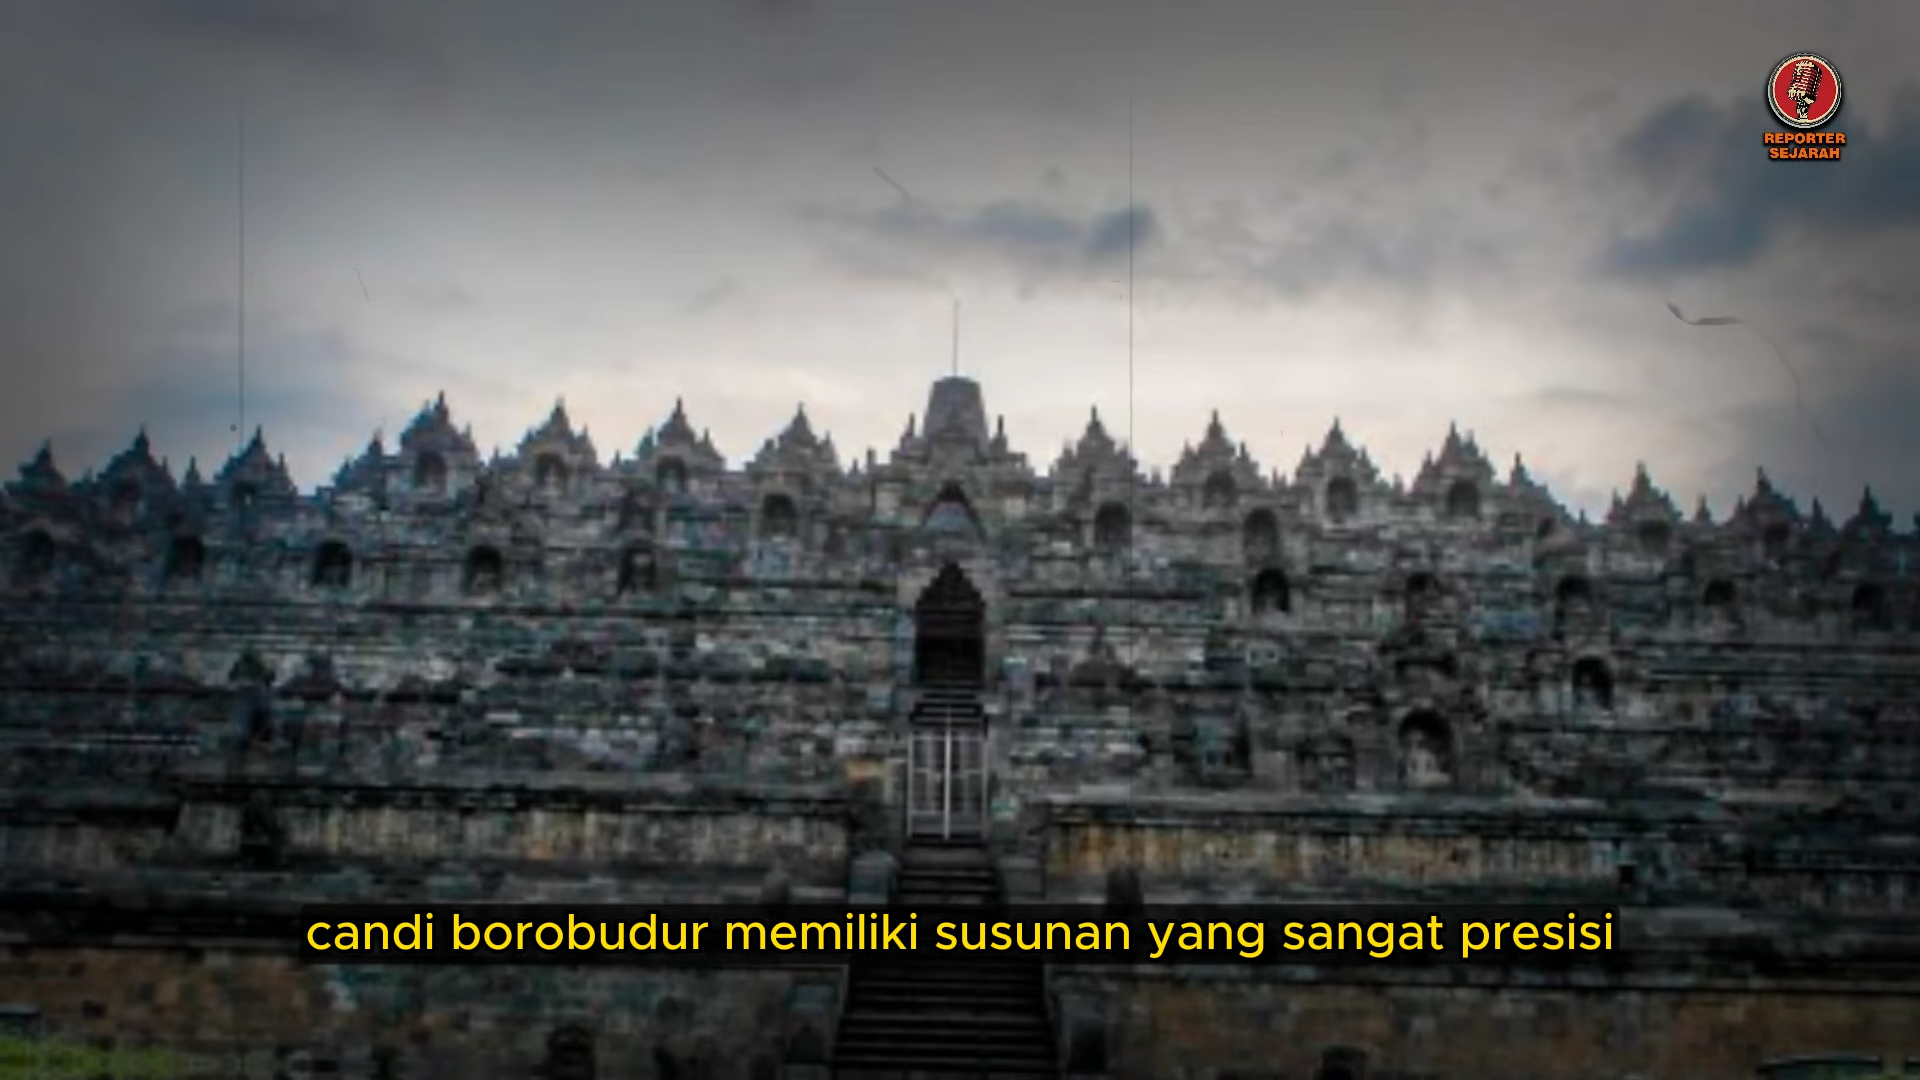 REPORTER
SEJARAH
candi borobudur memiliki susunan yang sangat presisi